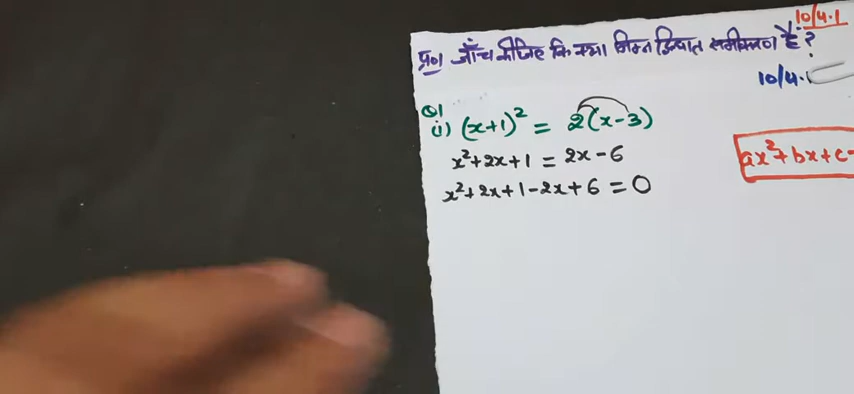 10/4.1
प्र०1 जाँच कीजिए कि क्या निम्न द्विघात समीकरण है?
10/4.1
Q1
(i) (x+1)² = 2(x-3)
x²+2x+1 = 2x-6
ax²+bx+c
x²+2x+1-2x+6 = 0